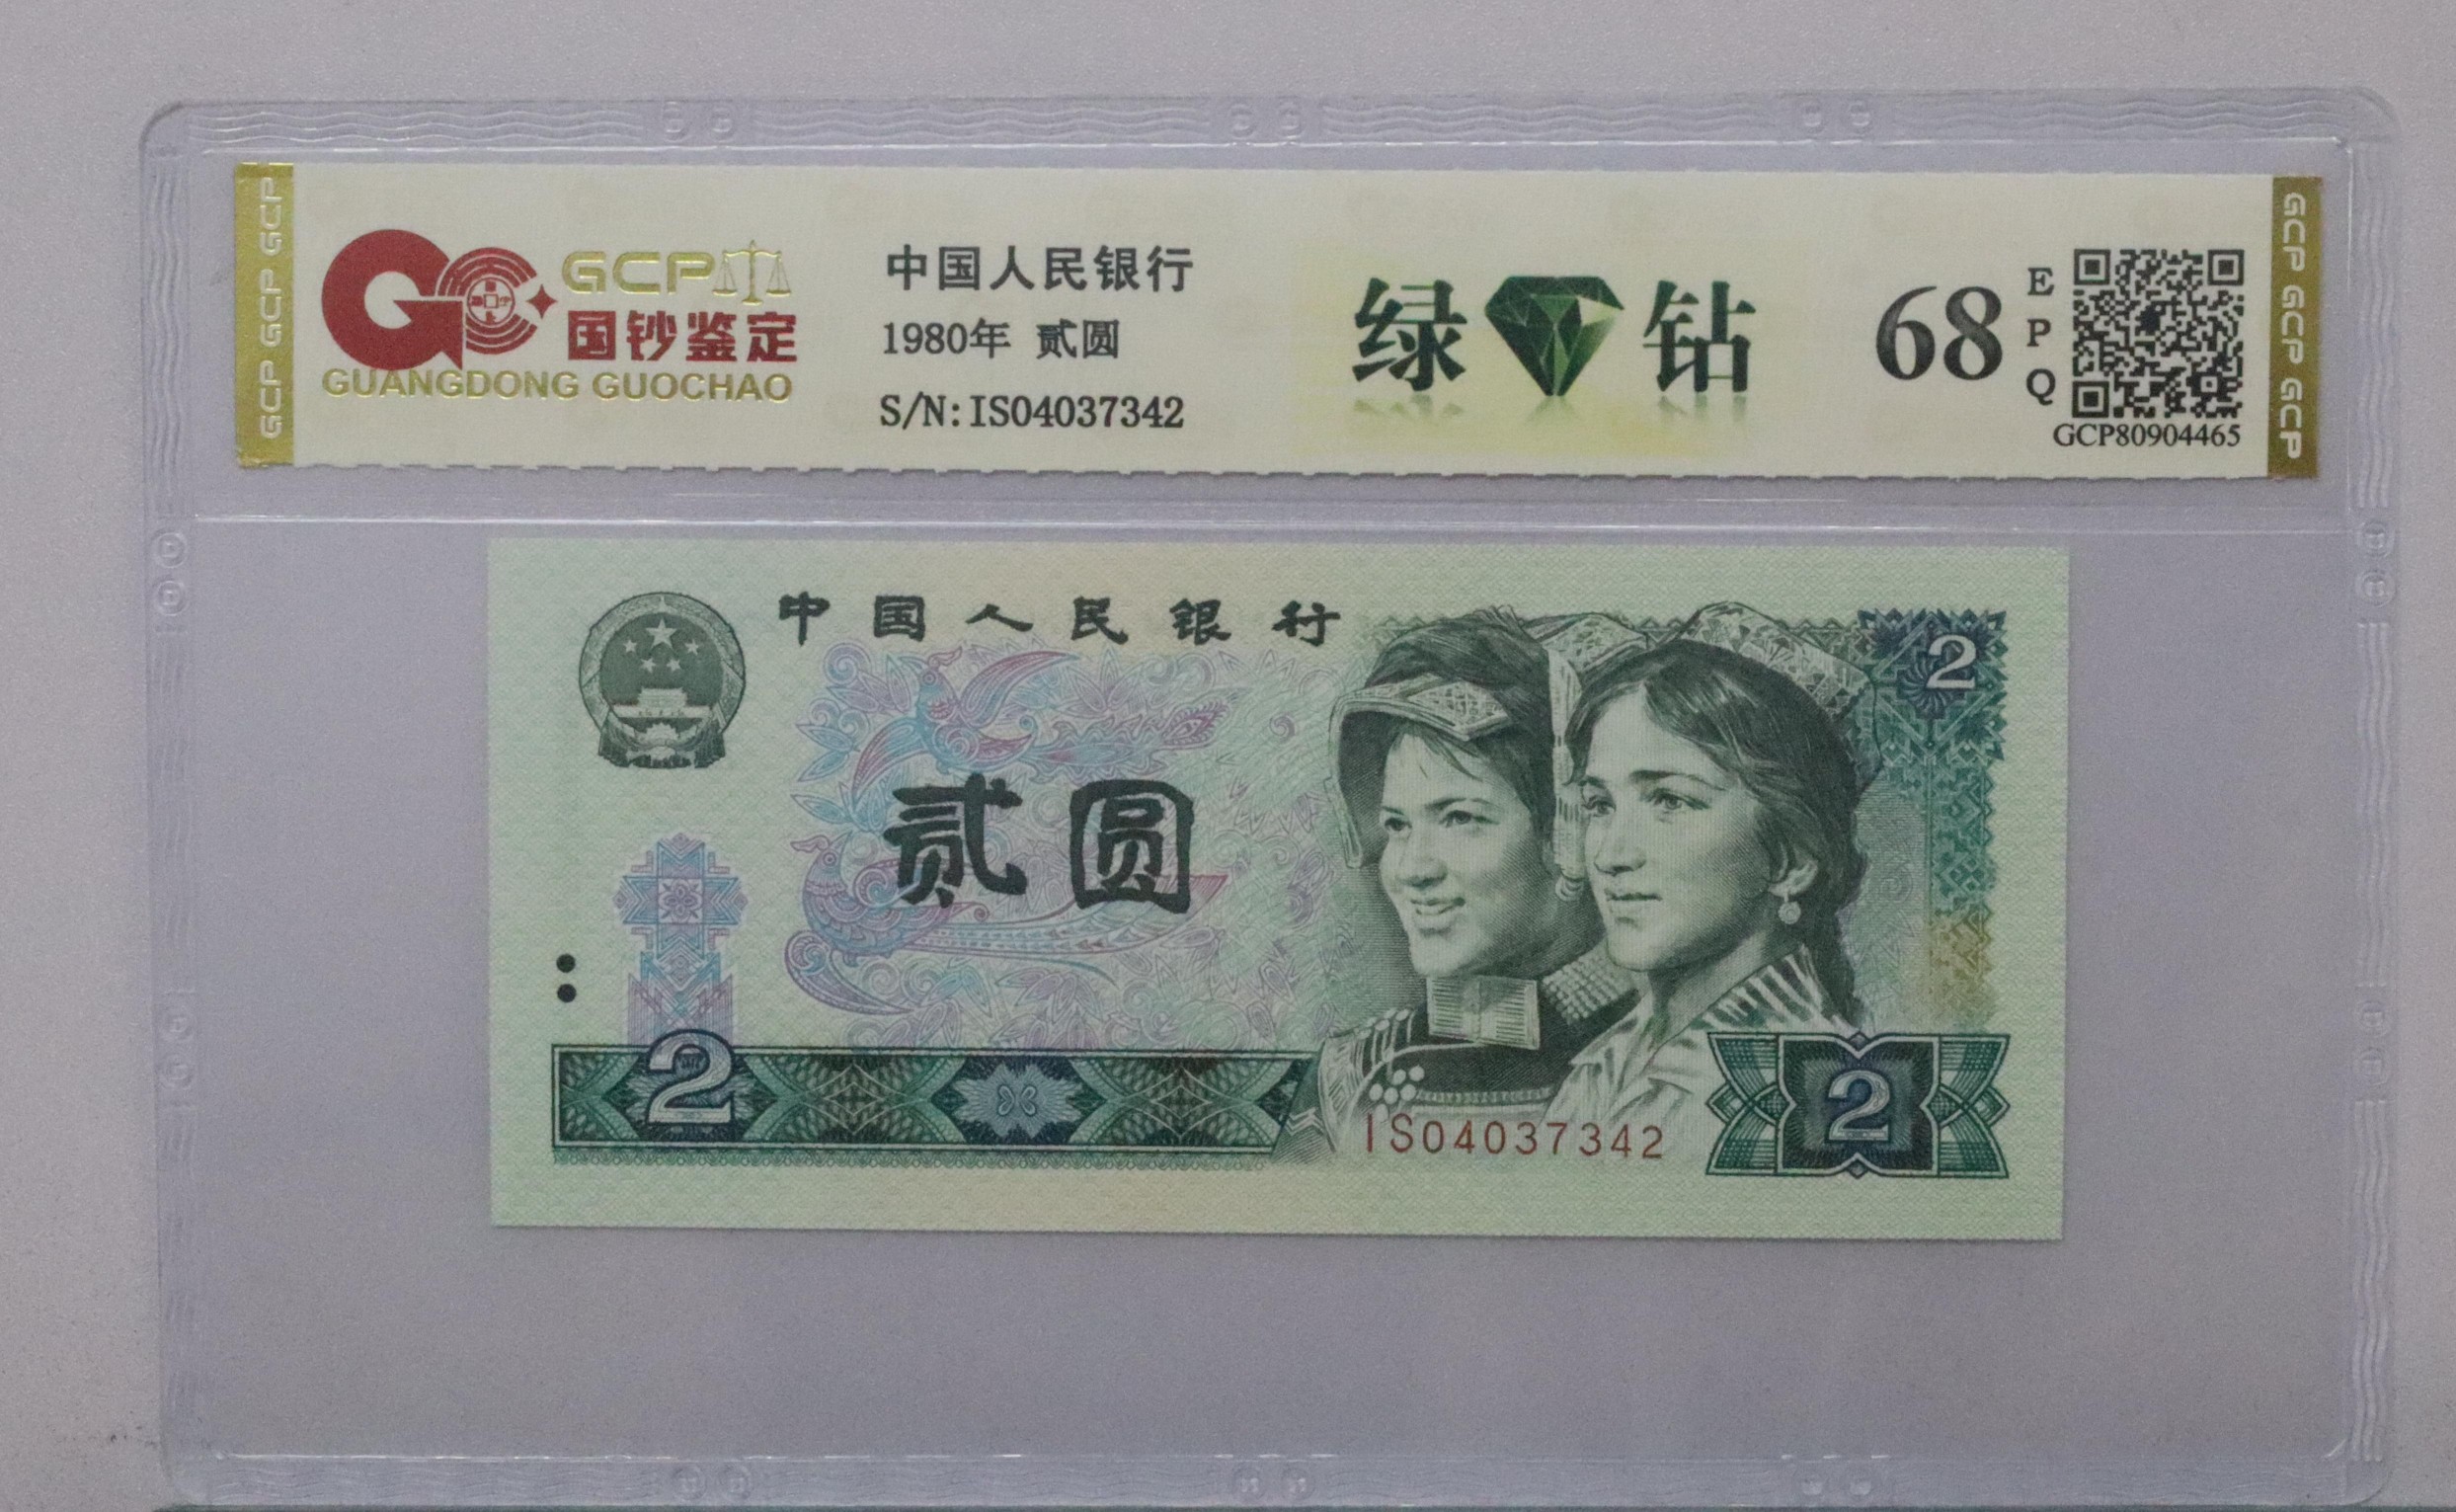 GCP GCP GCP
GCP
国钞鉴定
GUANGDONG GUOCHAO
中国人民银行
1980年 贰圆
S/N:IS04037342
绿钻
68
E
P
Q
GCP80904465
GCP GCP GCP
中国人民银行
2
贰圆
2
IS04037342
2